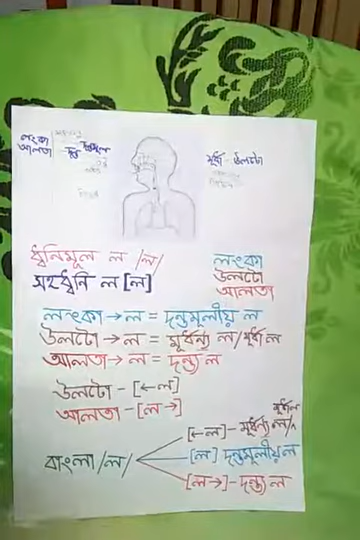 লংকা
আলতা
মূর্ধা - উলটো
ধ্বনিমূল ল /ল/
সহধ্বনি ল [ল]
লংকা
উলটো
আলতা
লংকা → ল = দন্তমূলীয় ল
উলটো → ল = মূর্ধন্য ল/মূর্ধা ল
আলতা → ল = দন্ত্য ল
উলটো - [←ল]
আলতা - [ল→]
[←ল] - মূর্ধন্য ল/
বাংলা /ল/
[ল] দন্তমূলীয় ল
[ল→] - দন্ত্য ল